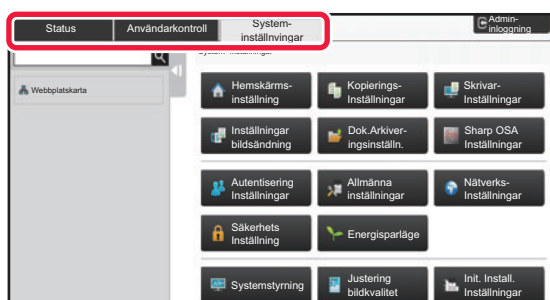 Status
Användarkontroll
System-
inställnvingar
Admin-
inloggning
Webbplatskarta
Hemskärms-
inställning
Kopierings-
Inställningar
Skrivar-
Inställningar
Inställningar
bildsändning
Dok.Arkiver-
ingsinställn.
Sharp OSA
Inställningar
Autentisering
Inställningar
Allmänna
inställningar
Nätverks-
Inställningar
Säkerhets
Inställning
Energisparläge
Systemstyrning
Justering
bildkvalitet
Init. Install.
Inställningar